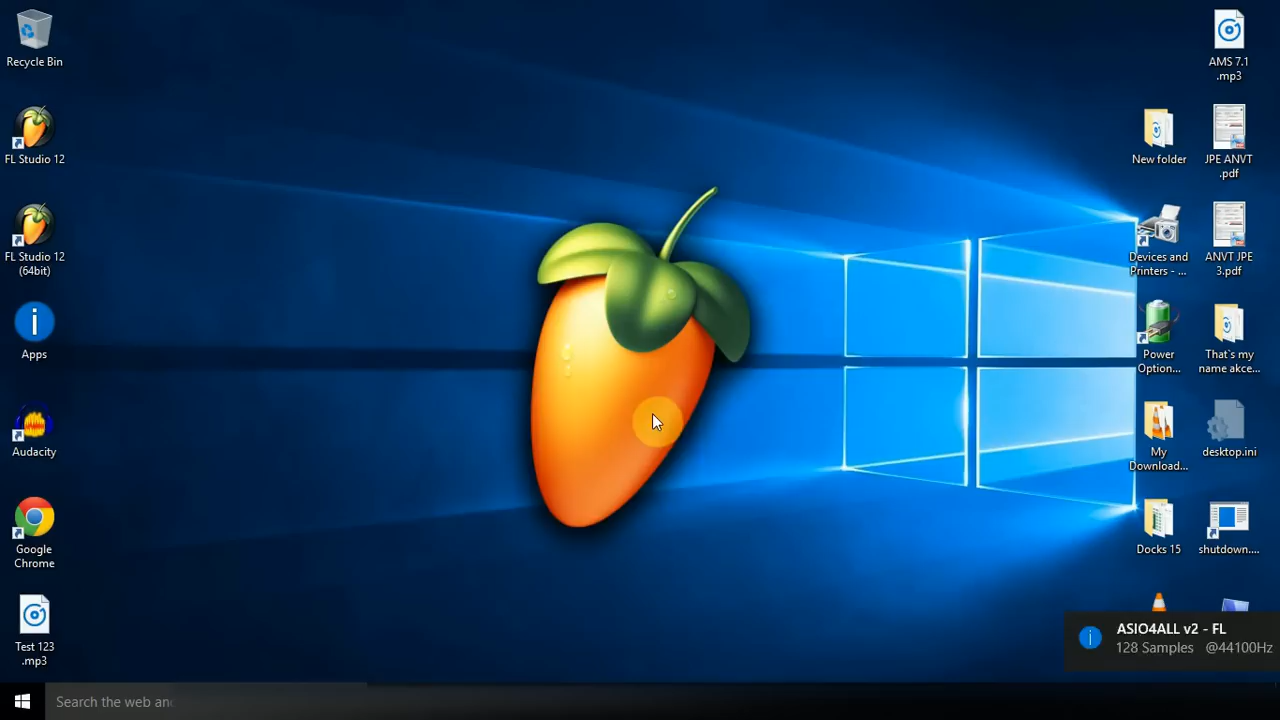 Recycle Bin
FL Studio 12
FL Studio 12
(64bit)
Apps
Audacity
Google
Chrome
Test 123
.mp3
AMS 7.1
.mp3
New folder
JPE ANVT
.pdf
Devices and
Printers - ...
ANVT JPE
3.pdf
Power
Option...
That`s my
name akce...
My
Download...
desktop.ini
Docks 15
shutdown....
ASIO4ALL v2 - FL
128 Samples @44100Hz
Search the web and